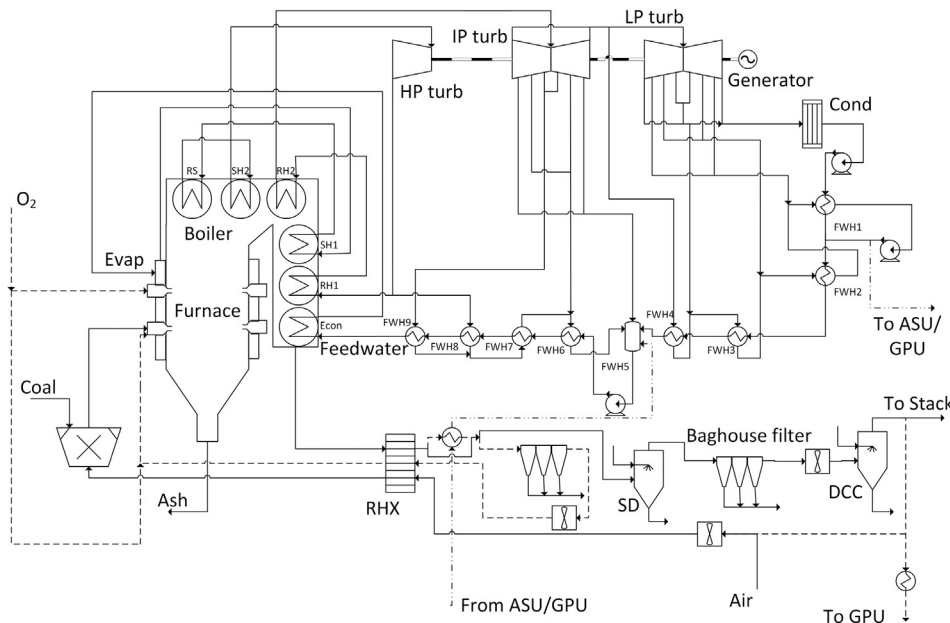 LP turb
IP turb
HP turb
Generator
Cond
RS
SH2
RH2
O2
Boiler
SH1
FWH1
Evap
RH1
FWH2
Furnace
Econ
Feedwater
FWH9
FWH8
FWH7
FWH6
FWH5
FWH4
FWH3
To ASU/
GPU
Coal
To Stack
Baghouse filter
Ash
RHX
SD
DCC
From ASU/GPU
Air
To GPU